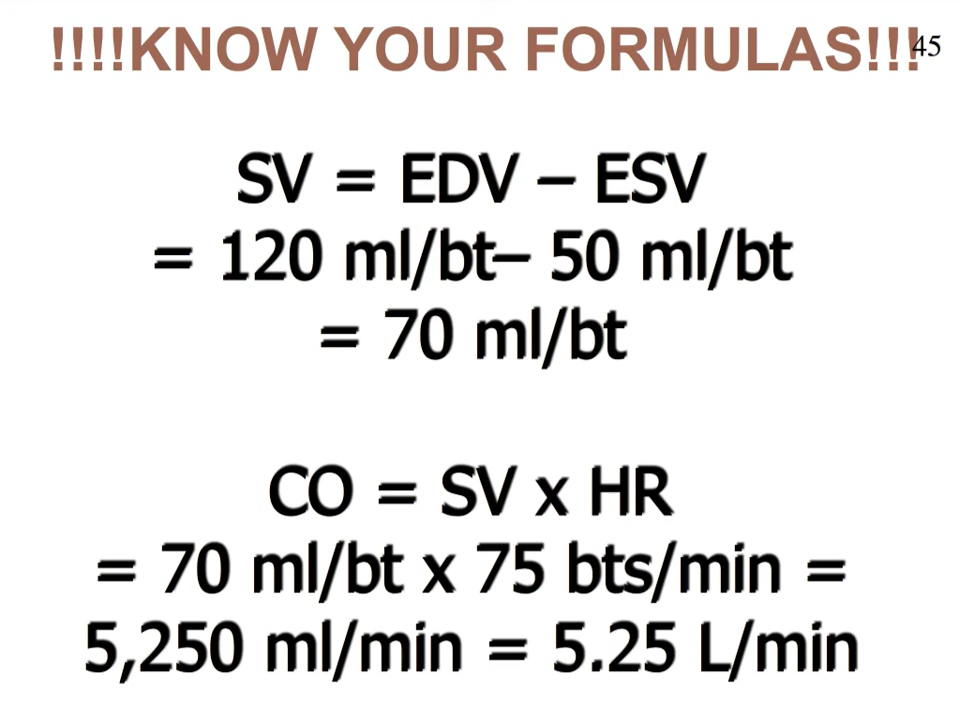 !!!!KNOW YOUR FORMULAS!!!
45
SV = EDV – ESV
= 120 ml/bt– 50 ml/bt
= 70 ml/bt
CO = SV x HR
= 70 ml/bt x 75 bts/min =
5,250 ml/min = 5.25 L/min